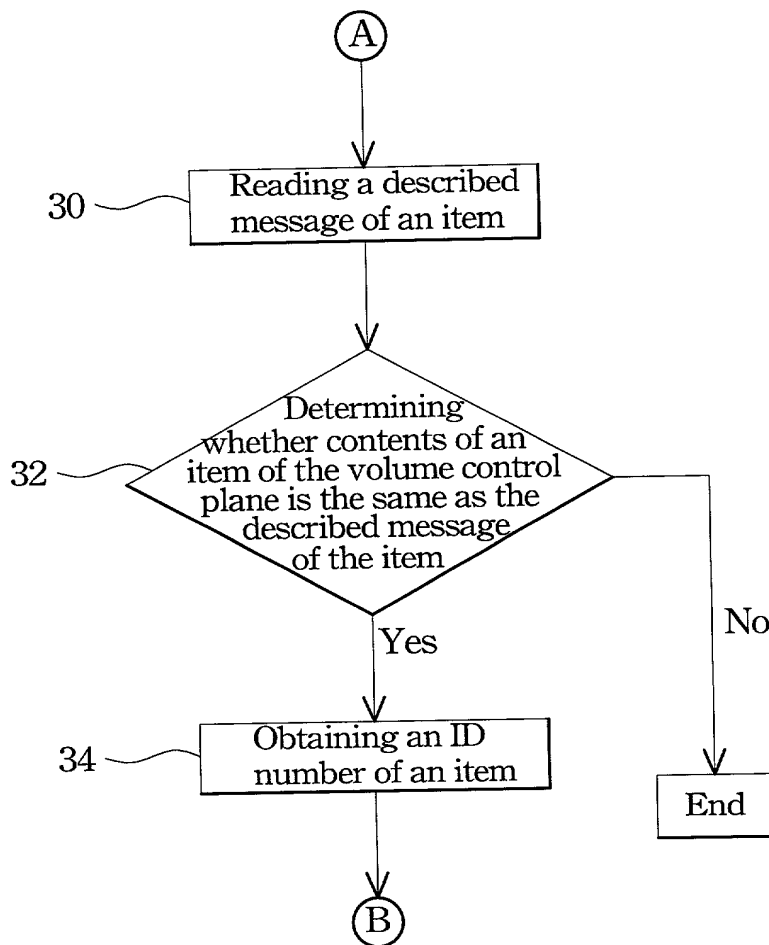 A
30
Reading a described
message of an item
32
Determining
whether contents of an
item of the volume control
plane is the same as the
described message
of the item
Yes
No
34
Obtaining an ID
number of an item
End
B